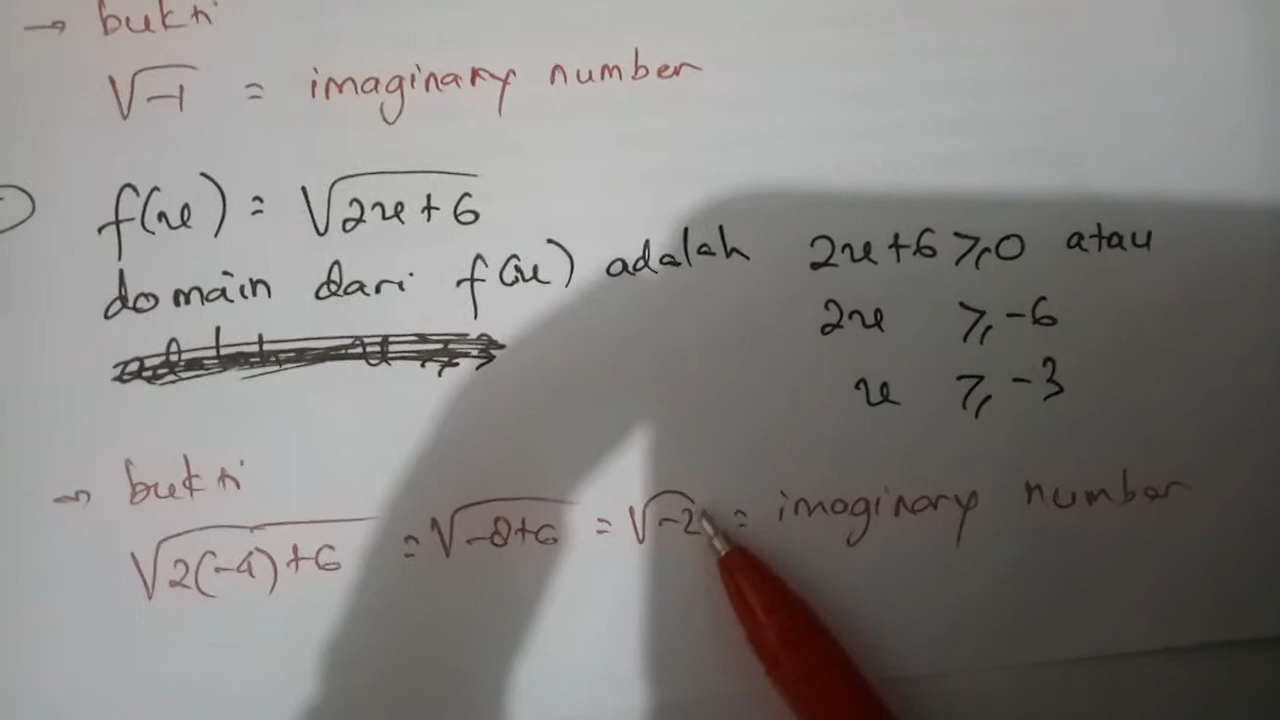 → bukti
√-1 = imaginary number
f(x) = √2x+6
domain dari f(x) adalah 2x+6 ≥ 0 atau
2x ≥ -6
x ≥ -3
→ bukti
√2(-4)+6 = √-8+6 = √-2 = imaginary number